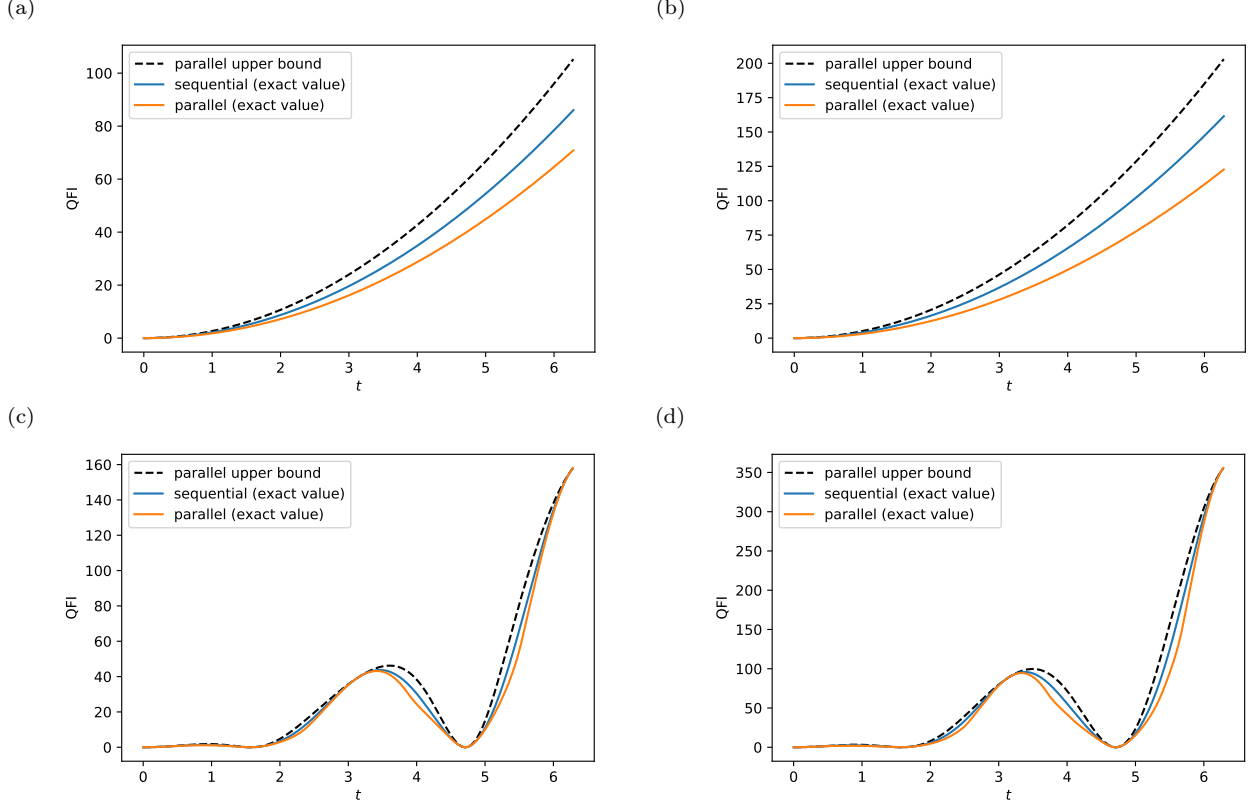 (a)
parallel upper bound
sequential (exact value)
parallel (exact value)
QFI
100
80
60
40
20
0
0 1 2 3 4 5 6
t
(b)
parallel upper bound
sequential (exact value)
parallel (exact value)
QFI
200
175
150
125
100
75
50
25
0
0 1 2 3 4 5 6
t
(c)
parallel upper bound
sequential (exact value)
parallel (exact value)
QFI
160
140
120
100
80
60
40
20
0
0 1 2 3 4 5 6
t
(d)
parallel upper bound
sequential (exact value)
parallel (exact value)
QFI
350
300
250
200
150
100
50
0
0 1 2 3 4 5 6
t